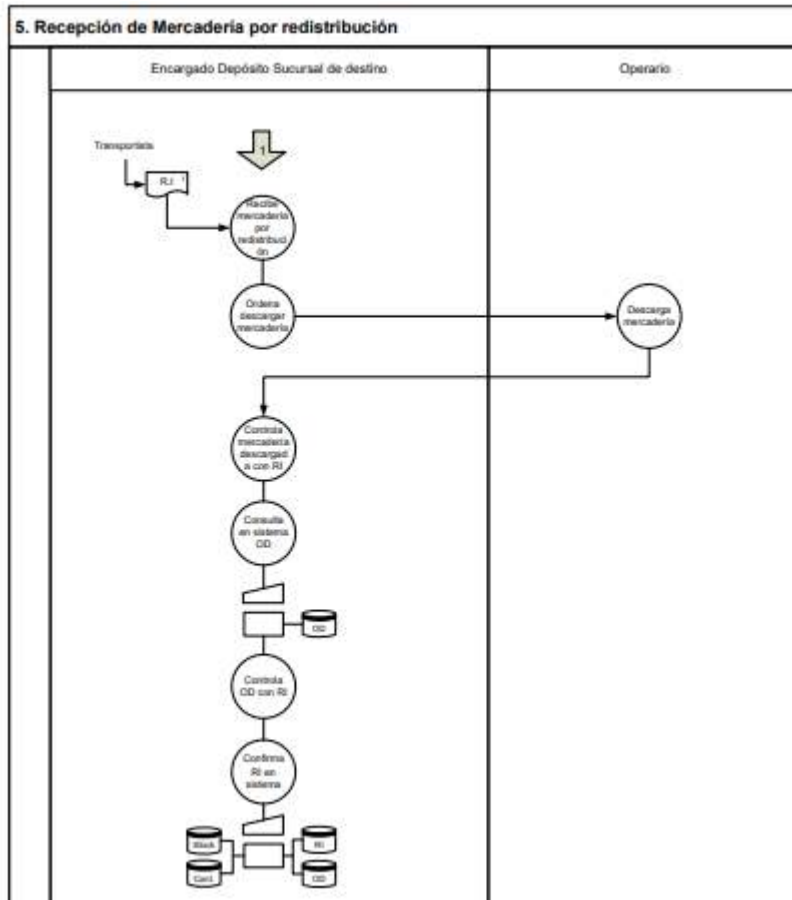 5. Recepción de Mercadería por redistribución
Encargado Depósito Sucursal de destino
Operario
Transportista
1
R.I 1
Recibe
mercadería
por
redistribuci
ón
Ordena
descargar
mercadería
Descarga
mercadería
Controla
mercadería
descargad
a con RI
Consulta
en sistema
OD
OD
Controla
OD con RI
Confirma
RI en
sistema
Stock
RI
OD